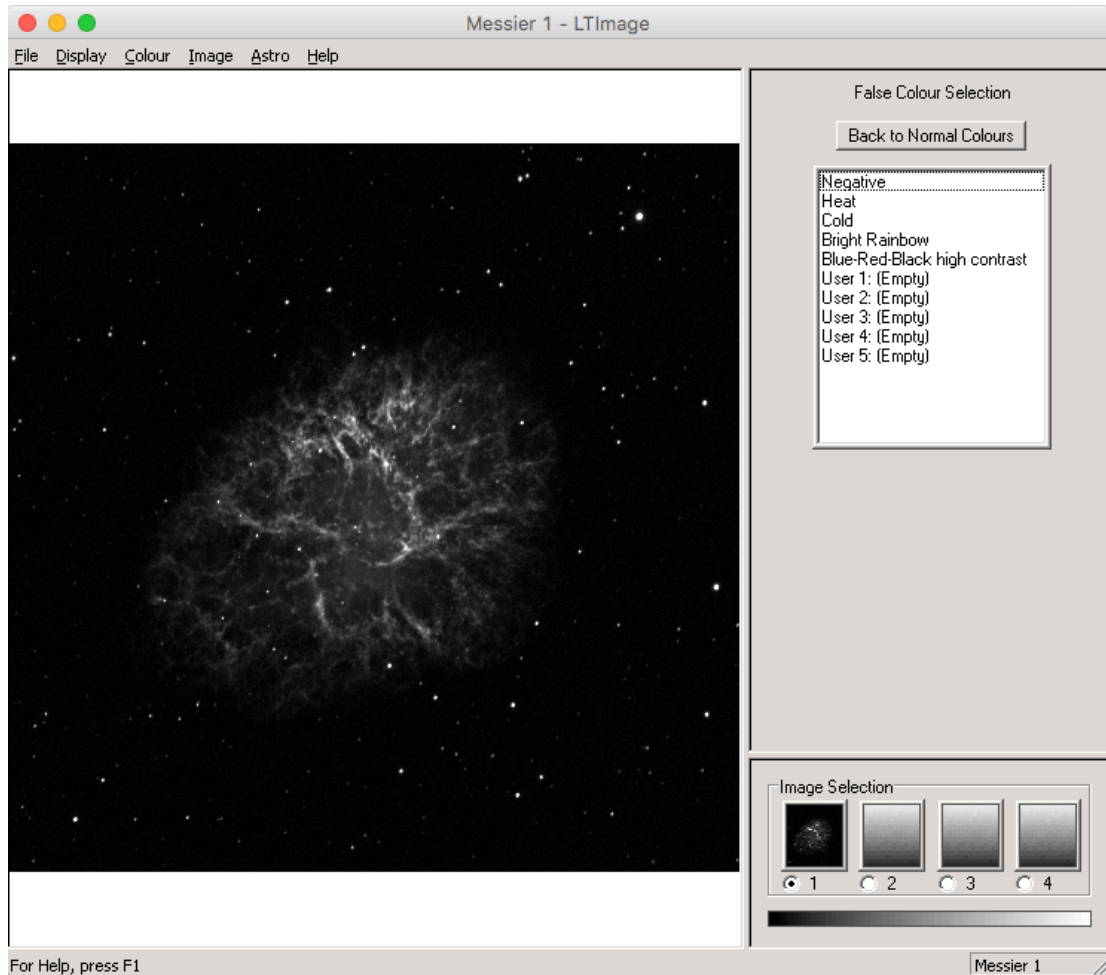 Messier 1 - LTImage
File Display Colour Image Astro Help
False Colour Selection
Back to Normal Colours
Negative
Heat
Cold
Bright Rainbow
Blue-Red-Black high contrast
User 1: (Empty)
User 2: (Empty)
User 3: (Empty)
User 4: (Empty)
User 5: (Empty)
Image Selection
1 2 3 4
For Help, press F1
Messier 1